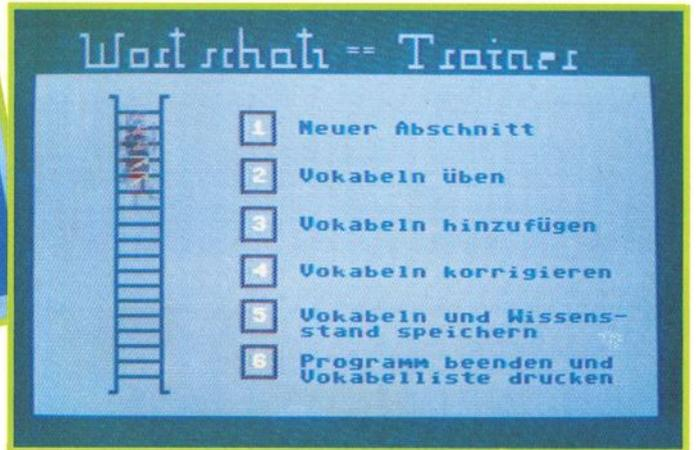 Wortschatz == Trainer
1 Neuer Abschnitt
2 Vokabeln üben
3 Vokabeln hinzufügen
4 Vokabeln korrigieren
5 Vokabeln und Wissens-
stand speichern
6 Programm beenden und
Vokabelliste drucken